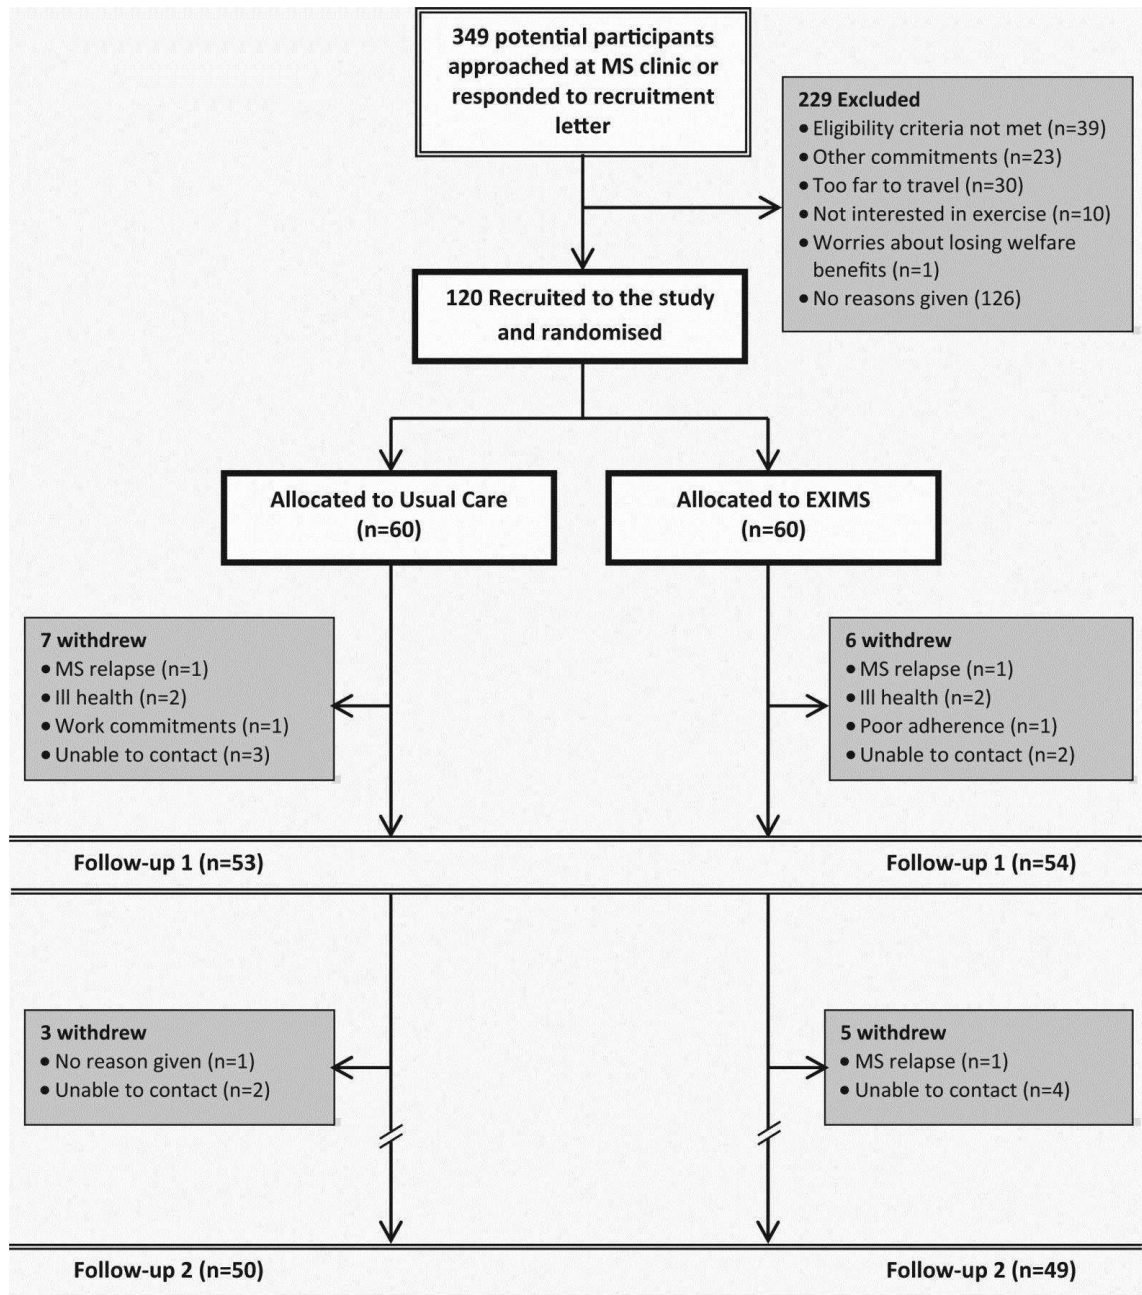 349 potential participants
approached at MS clinic or
responded to recruitment
letter
229 Excluded
• Eligibility criteria not met (n=39)
• Other commitments (n=23)
• Too far to travel (n=30)
• Not interested in exercise (n=10)
• Worries about losing welfare
benefits (n=1)
• No reasons given (126)
120 Recruited to the study
and randomised
Allocated to Usual Care
(n=60)
Allocated to EXIMS
(n=60)
7 withdrew
• MS relapse (n=1)
• Ill health (n=2)
• Work commitments (n=1)
• Unable to contact (n=3)
6 withdrew
• MS relapse (n=1)
• Ill health (n=2)
• Poor adherence (n=1)
• Unable to contact (n=2)
Follow-up 1 (n=53)
Follow-up 1 (n=54)
3 withdrew
• No reason given (n=1)
• Unable to contact (n=2)
5 withdrew
• MS relapse (n=1)
• Unable to contact (n=4)
Follow-up 2 (n=50)
Follow-up 2 (n=49)